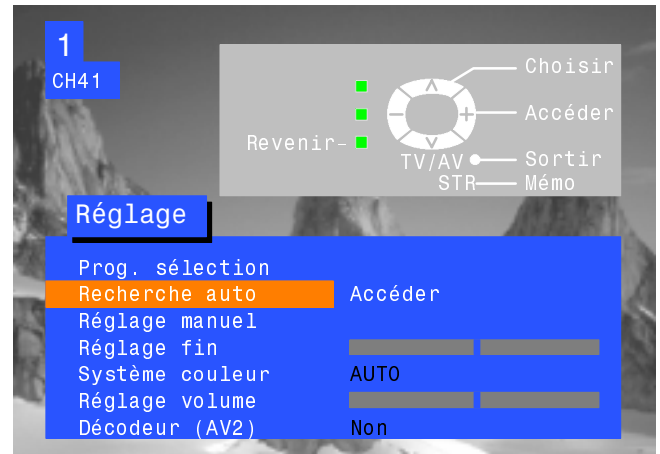 1
CH41
Choisir
Accéder
Revenir-
TV/AV Sortir
STR Mémo
Réglage
Prog. sélection
Recherche auto Accéder
Réglage manuel
Réglage fin
Système couleur AUTO
Réglage volume
Décodeur (AV2) Non